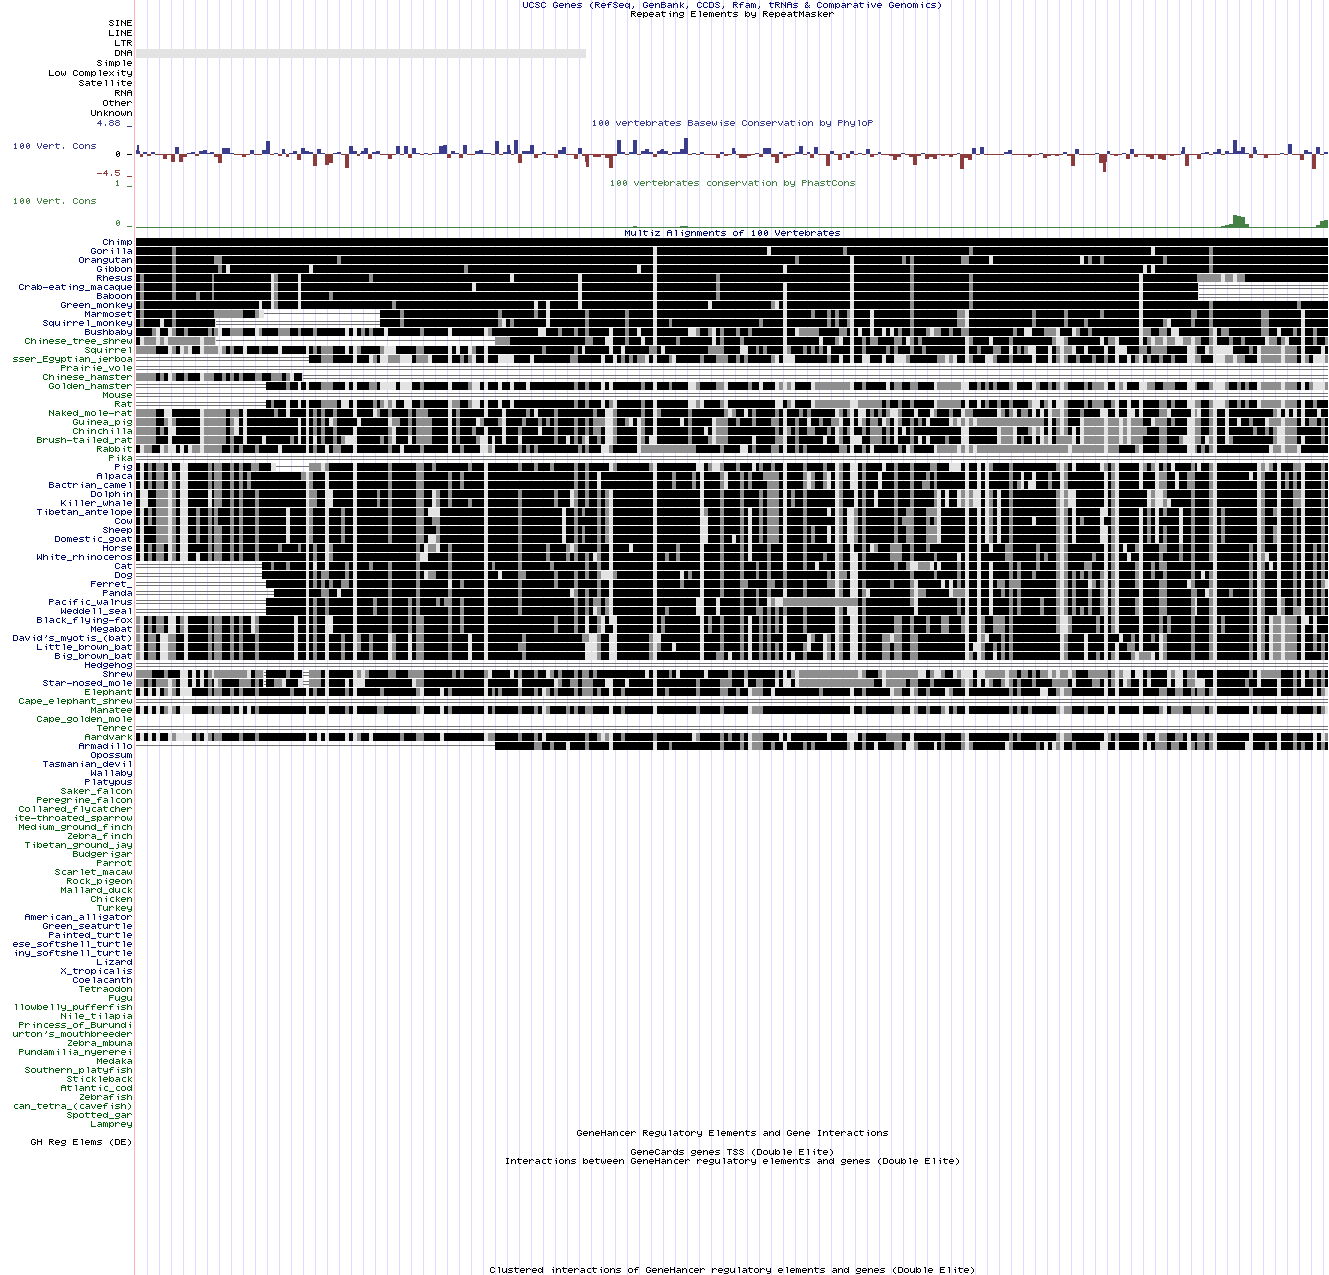 UCSC Genes (RefSeq, GenBank, CCDS, Rfam, tRNAs & Comparative Genomics)
Repeating Elements by RepeatMasker
SINE
LINE
LTR
DNA
Simple
Low Complexity
Satellite
RNA
Other
Unknown
100 vertebrates Basewise Conservation by PhyloP
4.88 _
100 Vert. Cons
0 _
-4.5 _
100 vertebrates conservation by PhastCons
1 _
100 Vert. Cons
0 _
Multiz Alignments of 100 Vertebrates
Chimp
Gorilla
Orangutan
Gibbon
Rhesus
Crab-eating_macaque
Baboon
Green_monkey
Marmoset
Squirrel_monkey
Bushbaby
Chinese_tree_shrew
Squirrel
sser_Egyptian_jerboa
Prairie_vole
Chinese_hamster
Golden_hamster
Mouse
Rat
Naked_mole-rat
Guinea_pig
Chinchilla
Brush-tailed_rat
Rabbit
Pika
Pig
Alpaca
Bactrian_camel
Dolphin
Killer_whale
Tibetan_antelope
Cow
Sheep
Domestic_goat
Horse
White_rhinoceros
Cat
Dog
Ferret_
Panda
Pacific_walrus
Weddell_seal
Black_flying-fox
Megabat
David's_myotis_(bat)
Little_brown_bat
Big_brown_bat
Hedgehog
Shrew
Star-nosed_mole
Elephant
Cape_elephant_shrew
Manatee
Cape_golden_mole
Tenrec
Aardvark
Armadillo
Opossum
Tasmanian_devil
Wallaby
Platypus
Saker_falcon
Peregrine_falcon
Collared_flycatcher
ite-throated_sparrow
Medium_ground_finch
Zebra_finch
Tibetan_ground_jay
Budgerigar
Parrot
Scarlet_macaw
Rock_pigeon
Mallard_duck
Chicken
Turkey
American_alligator
Green_seaturtle
Painted_turtle
ese_softshell_turtle
iny_softshell_turtle
Lizard
X_tropicalis
Coelacanth
Tetraodon
Fugu
llowbelly_pufferfish
Nile_tilapia
Princess_of_Burundi
urton's_mouthbreeder
Zebra_mbuna
Pundamilia_nyererei
Medaka
Southern_platyfish
Stickleback
Atlantic_cod
Zebrafish
can_tetra_(cavefish)
Spotted_gar
Lamprey
GeneHancer Regulatory Elements and Gene Interactions
GH Reg Elems (DE)
GeneCards genes TSS (Double Elite)
Interactions between GeneHancer regulatory elements and genes (Double Elite)
Clustered interactions of GeneHancer regulatory elements and genes (Double Elite)